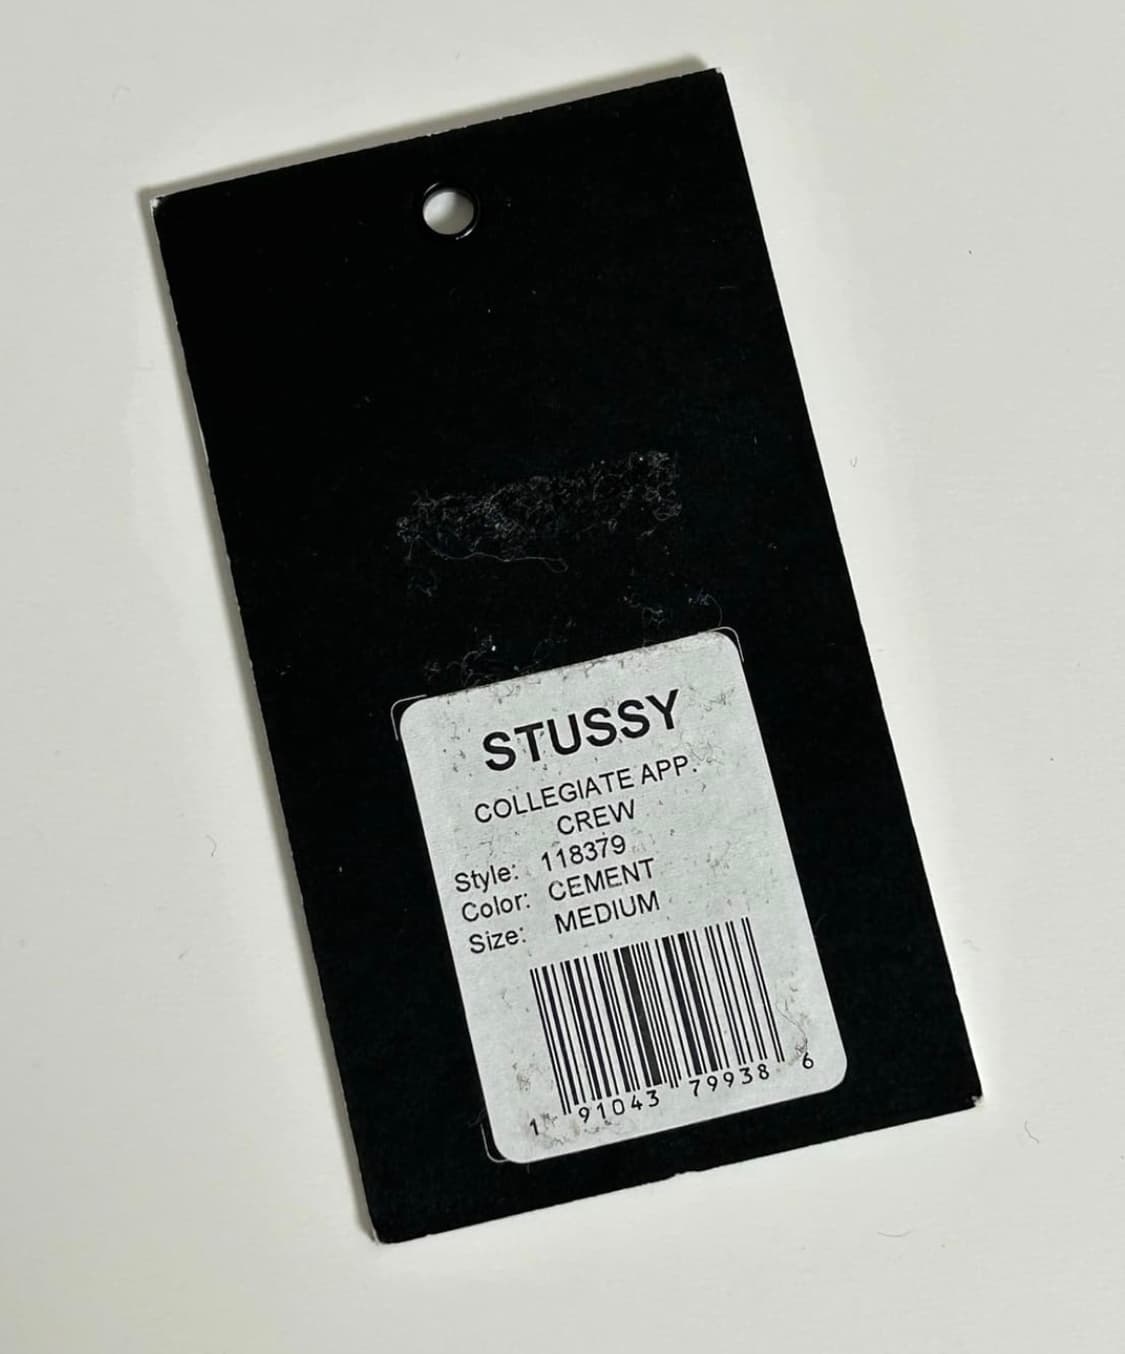 STUSSY
COLLEGIATE APP.
CREW
Style: 118379
Color: CEMENT
Size: MEDIUM
1 91043 79938 6